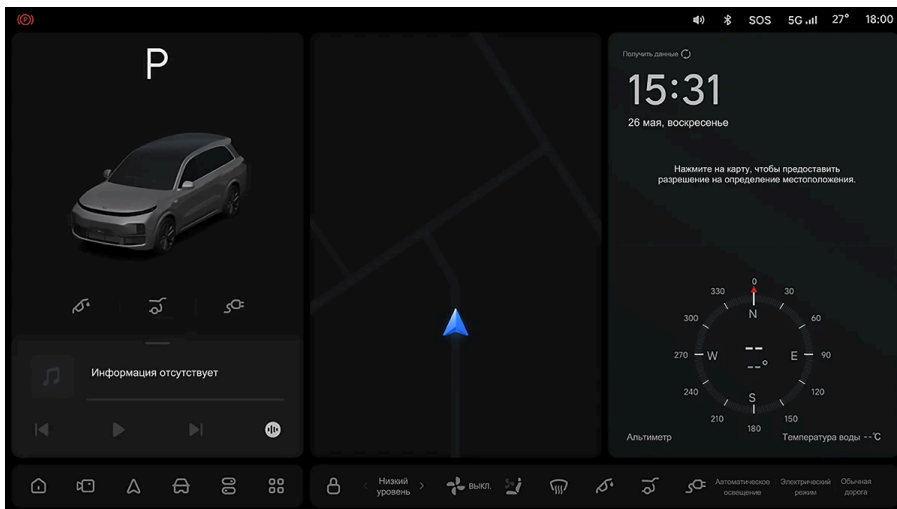 (P)
SOS
5G
27°
18:00
P
Получить данные
15:31
26 мая, воскресенье
Нажмите на карту, чтобы предоставить
разрешение на определение местоположения.
0
330
30
N
300
60
270
W
--
E
90
--°
240
120
S
210
150
180
Альтиметр
Температура воды --℃
Информация отсутствует
Низкий
уровень
выкл.
Автоматическое
освещение
Электрический
режим
Обычная
дорога